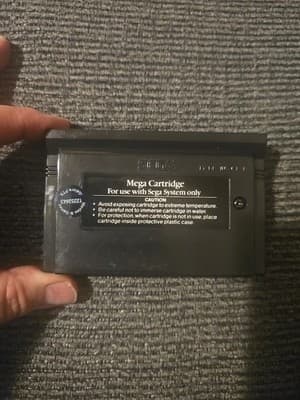 Mega Cartridge
For use with Sega System only
CAUTION
• Avoid exposing cartridge to extreme temperature.
• Be careful not to immerse cartridge in water.
• For protection, when cartridge is not in use, place
cartridge inside protective plastic case.